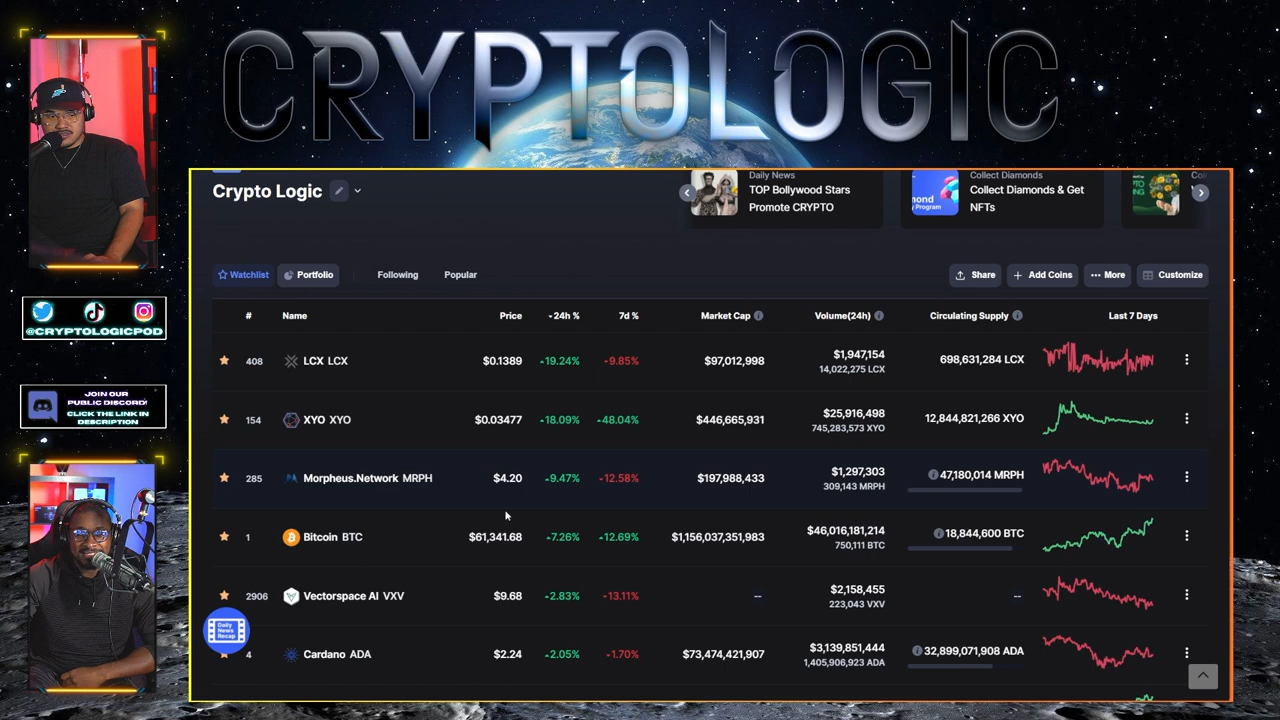 CRYPTOLOGIC
@CRYPTOLOGICPOD
JOIN OUR
PUBLIC DISCORD!
CLICK THE LINK IN
DESCRIPTION
Crypto Logic
Daily News
TOP Bollywood Stars
Promote CRYPTO
mond
y Program
Collect Diamonds
Collect Diamonds & Get
NFTs
Watchlist Portfolio Following Popular Share + Add Coins More Customize
# Name Price 24h % 7d % Market Cap Volume(24h) Circulating Supply Last 7 Days
408 LCX LCX $0.1389 19.24% 9.85% $97,012,998 $1,947,154 698,631,284 LCX
14,022,275 LCX
154 XYO XYO $0.03477 18.09% 48.04% $446,665,931 $25,916,498 12,844,821,266 XYO
745,283,573 XYO
285 Morpheus.Network MRPH $4.20 9.47% 12.58% $197,988,433 $1,297,303 47,180,014 MRPH
309,143 MRPH
1 Bitcoin BTC $61,341.68 7.26% 12.69% $1,156,037,351,983 $46,016,181,214 18,844,600 BTC
750,111 BTC
2906 Vectorspace AI VXV $9.68 2.83% 13.11% -- $2,158,455 --
223,043 VXV
4 Cardano ADA $2.24 2.05% 1.70% $73,474,421,907 $3,139,851,444 32,899,071,908 ADA
1,405,906,923 ADA
Daily
News
Recap